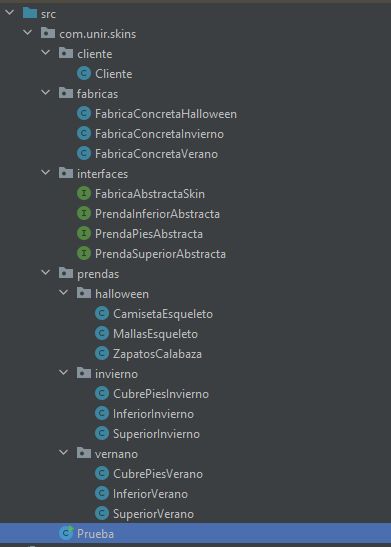 src
com.unir.skins
cliente
Cliente
fabricas
FabricaConcretaHalloween
FabricaConcretaInvierno
FabricaConcretaVerano
interfaces
FabricaAbstractaSkin
PrendaInferiorAbstracta
PrendaPiesAbstracta
PrendaSuperiorAbstracta
prendas
halloween
CamisetaEsqueleto
MallasEsqueleto
ZapatosCalabaza
invierno
CubrePiesInvierno
InferiorInvierno
SuperiorInvierno
vernano
CubrePiesVerano
InferiorVerano
SuperiorVerano
Prueba